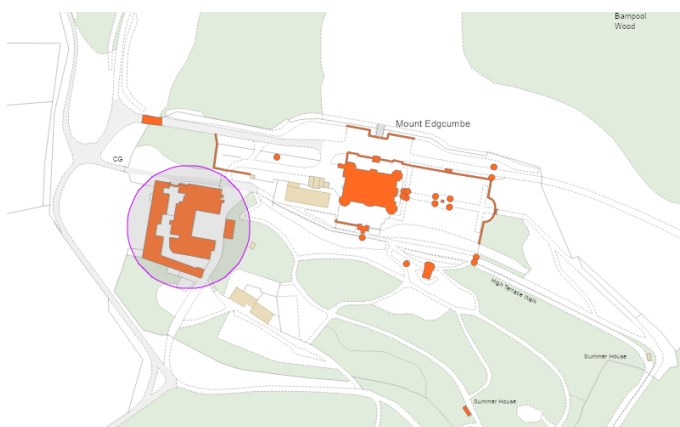 Bampool
Wood
Mount Edgcumbe
CG
High Terrace Walk
Summer House
Summer House